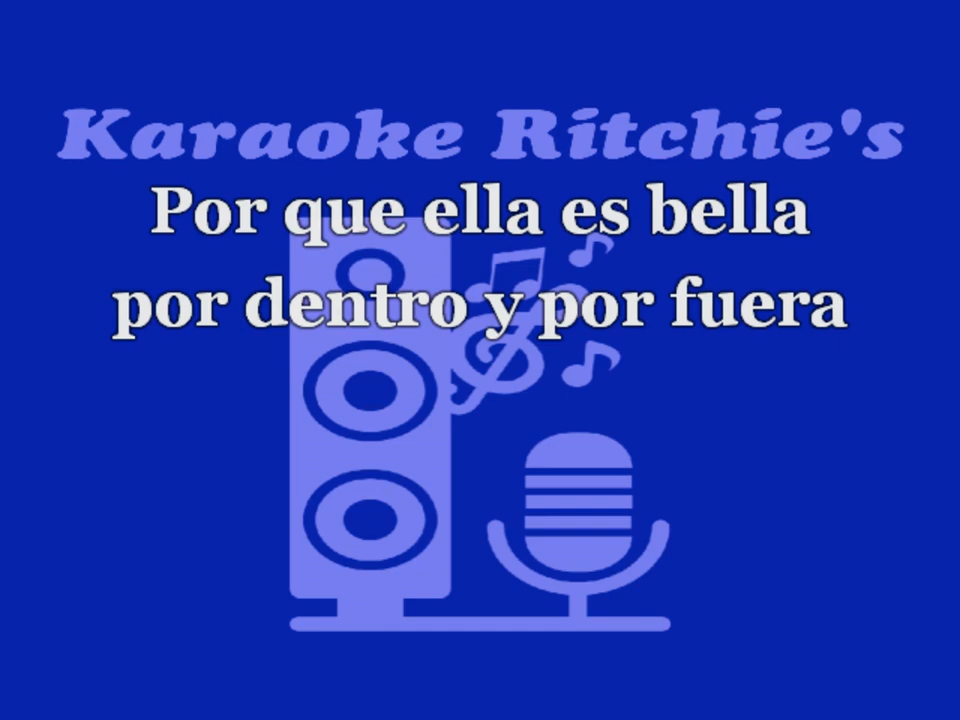 Karaoke Ritchie's
Por que ella es bella
por dentro y por fuera